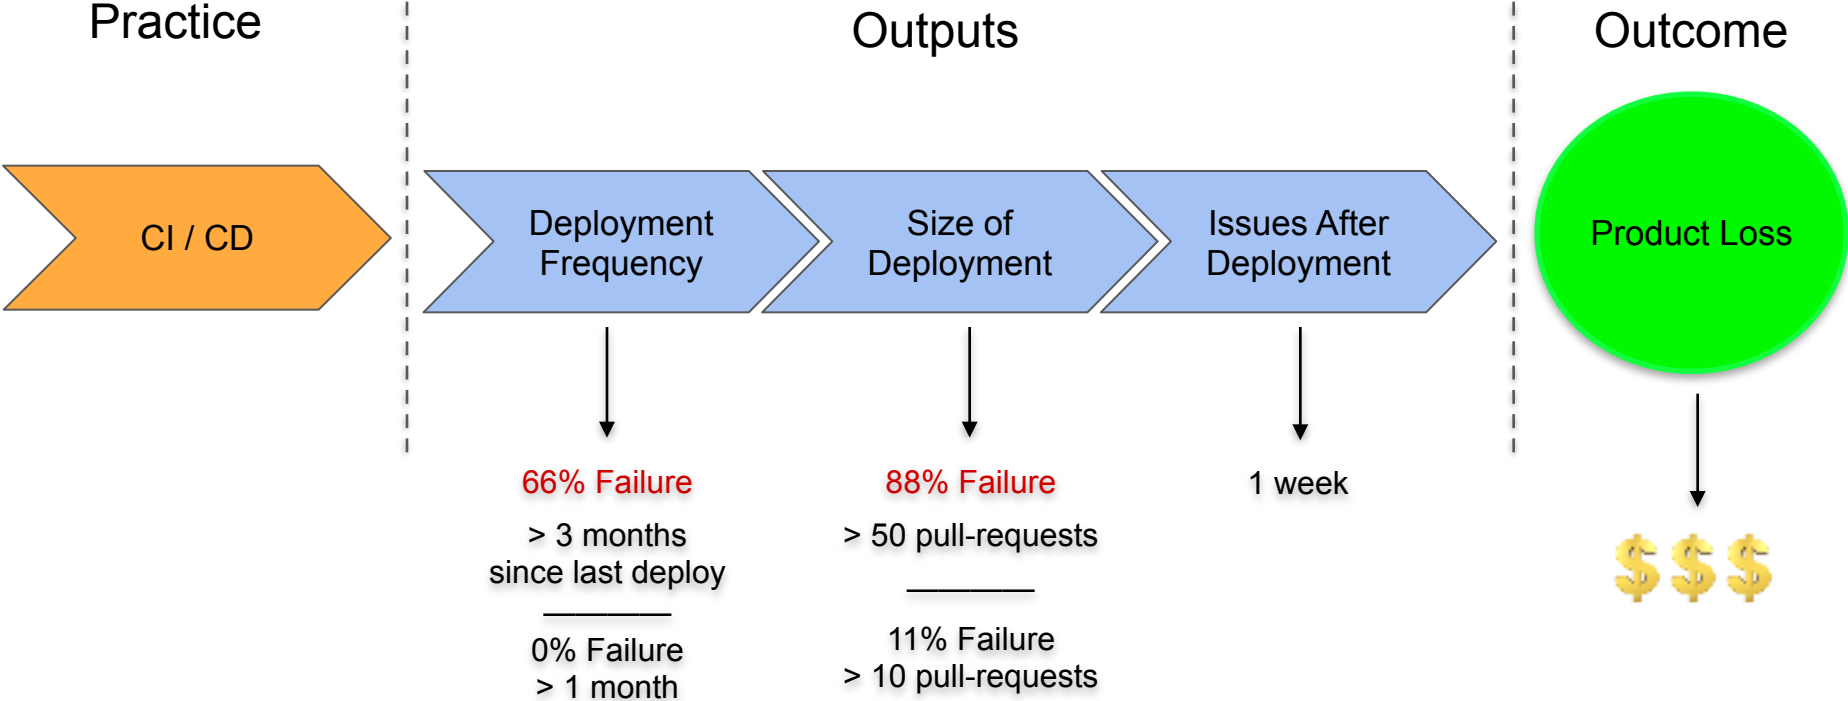 Practice
Outputs
Outcome
CI / CD
Deployment
Frequency
Size of
Deployment
Issues After
Deployment
Product Loss
66% Failure
> 3 months
since last deploy
0% Failure
> 1 month
88% Failure
> 50 pull-requests
11% Failure
> 10 pull-requests
1 week
$$$